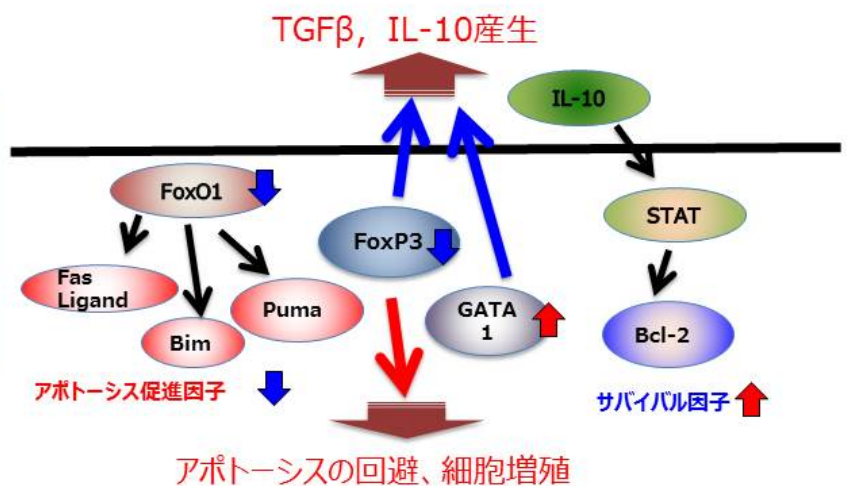 TGFβ, IL-10産生
IL-10
FoxO1
STAT
FoxP3
Fas
Ligand
Puma
GATA
1
Bim
Bcl-2
アポトーシス促進因子
サバイバル因子
アポトーシスの回避、細胞増殖